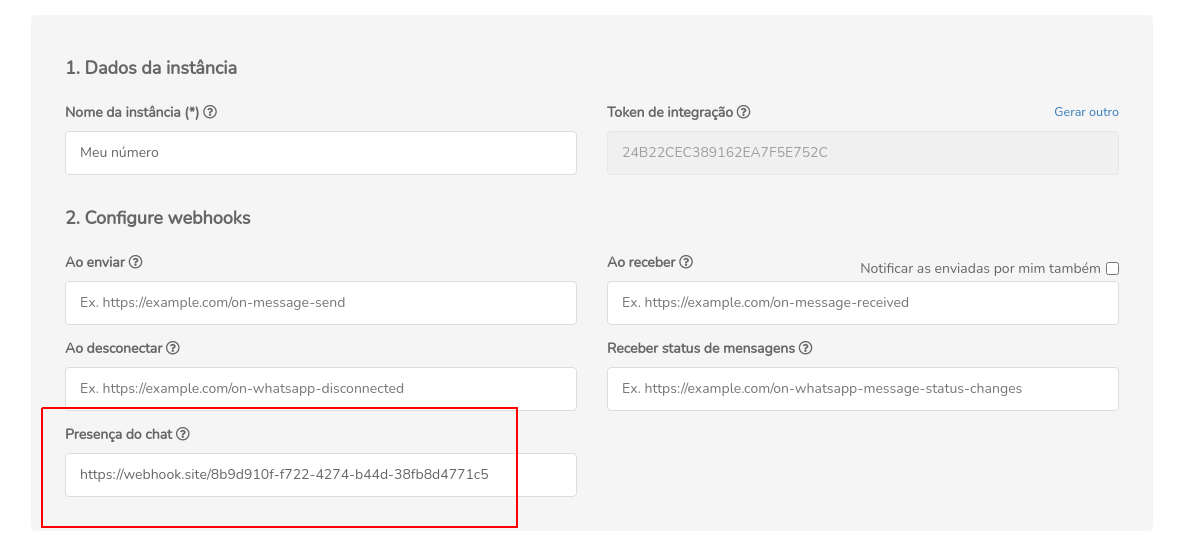 1. Dados da instância
Nome da instância (*)
Token de integração
Gerar outro
Meu número
24B22CEC389162EA7F5E752C
2. Configure webhooks
Ao enviar
Ao receber
Notificar as enviadas por mim também
Ex. https://example.com/on-message-send
Ex. https://example.com/on-message-received
Ao desconectar
Receber status de mensagens
Ex. https://example.com/on-whatsapp-disconnected
Ex. https://example.com/on-whatsapp-message-status-changes
Presença do chat
https://webhook.site/8b9d910f-f722-4274-b44d-38fb8d4771c5